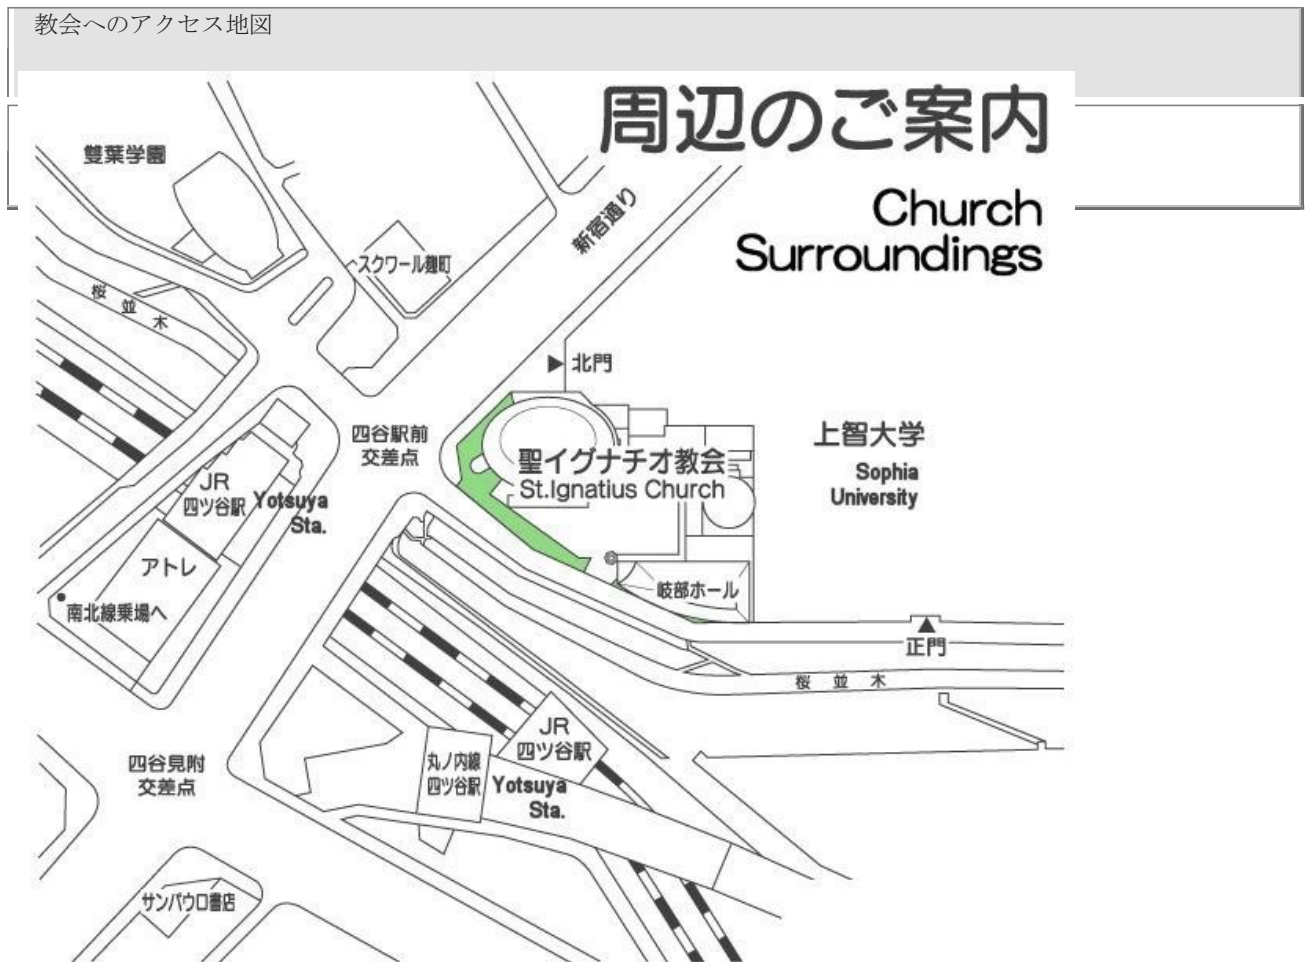 教会へのアクセス地図
周辺のご案内
Church
Surroundings
雙葉学園
新宿通り
スクワール麹町
桜並木
北門
四谷駅前
交差点
聖イグナチオ教会
St.Ignatius Church
上智大学
Sophia
University
JR
四ツ谷駅
Yotsuya
Sta.
アトレ
南北線乗場へ
岐部ホール
正門
桜並木
JR
四ツ谷駅
丸ノ内線
四ツ谷駅
Yotsuya
Sta.
四谷見附
交差点
サンパウロ書店